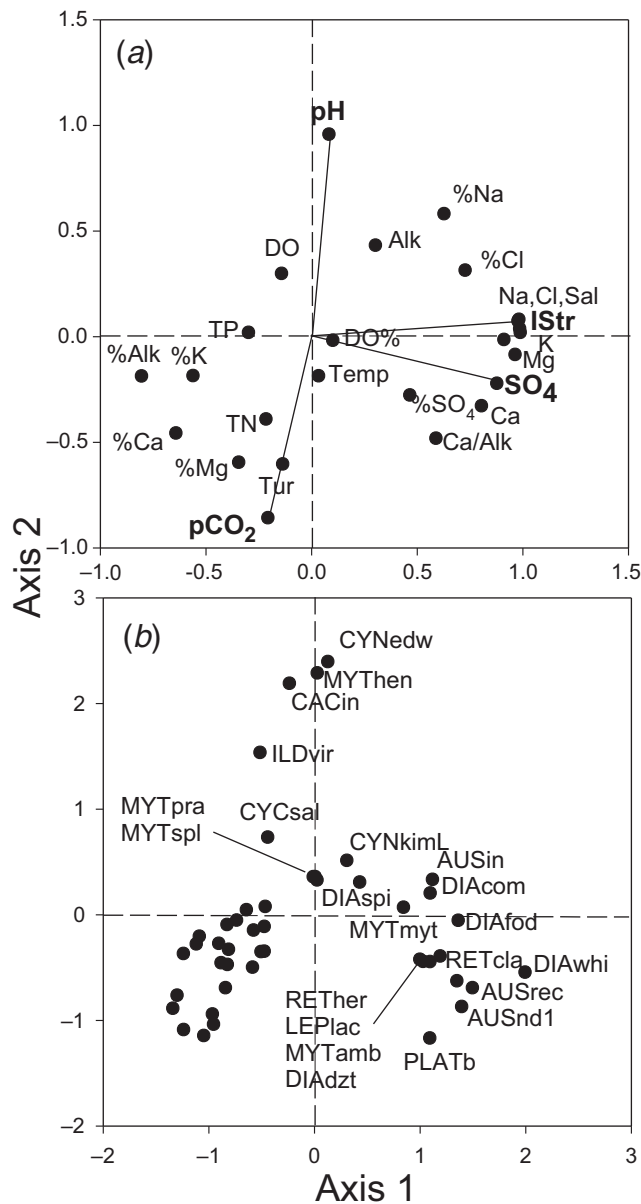 (a)
1.5
1.0
0.5
0.0
-0.5
–1.0
pH
%Na
Alk
DO
%Cl
Na,Cl,Sal
IStr
TP
DO%
K
%Alk
%K
Mg
Temp
SO4
%SO4
Ca
TN
%Ca
Ca/Alk
%Mg
Tur
pCO2
–1.0
-0.5
0.0
0.5
1.0
1.5
Axis 2
(b)
3
2
1
0
–1
–2
CYNedw
MYThen
CACin
ILDvir
MYTpra
MYTspl
CYCsal
CYNkimL
AUSin
DIAspi
DIAcom
MYTmyt
DIAfod
RETcla
DIAwhi
RETher
LEPlac
MYTamb
DIAdzt
AUSrec
AUSnd1
PLATb
–2
–1
0
1
2
3
Axis 1